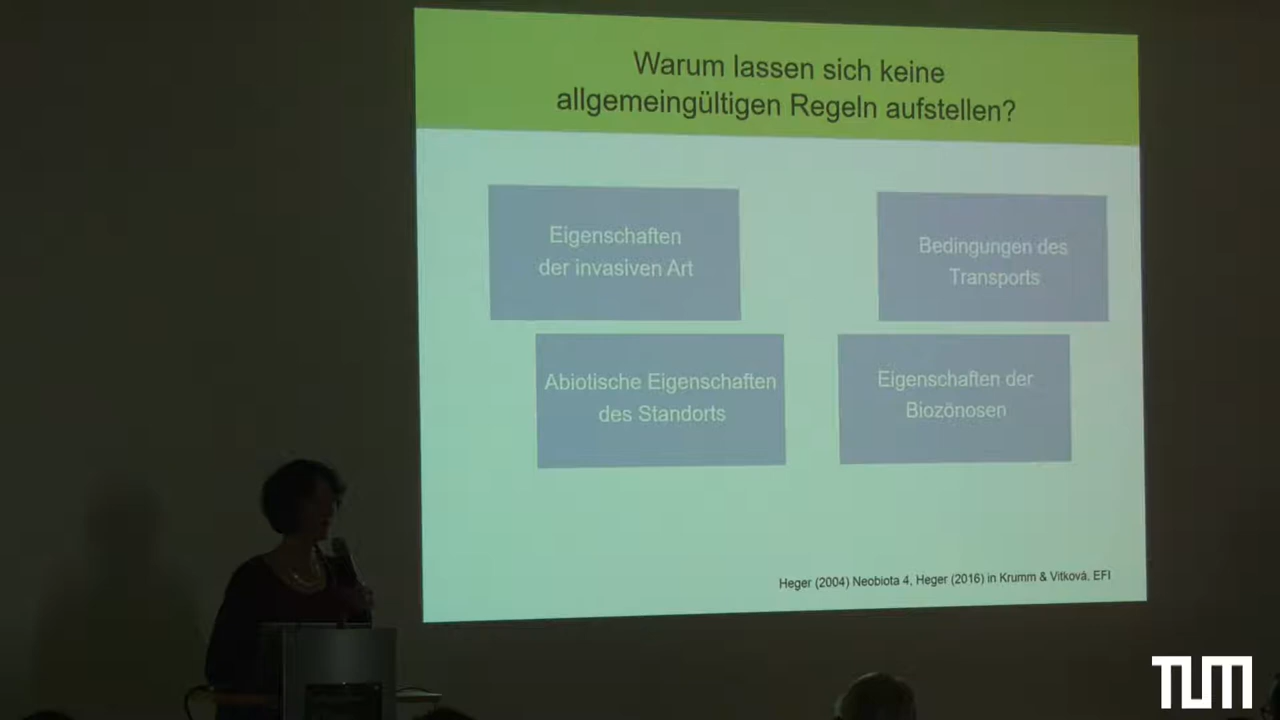 Warum lassen sich keine
allgemeingültigen Regeln aufstellen?
Eigenschaften
der invasiven Art
Bedingungen des
Transports
Abiotische Eigenschaften
des Standorts
Eigenschaften der
Biozönosen
Heger (2004) Neobiota 4, Heger (2016) in Krumm & Vitková, EFI
TUM